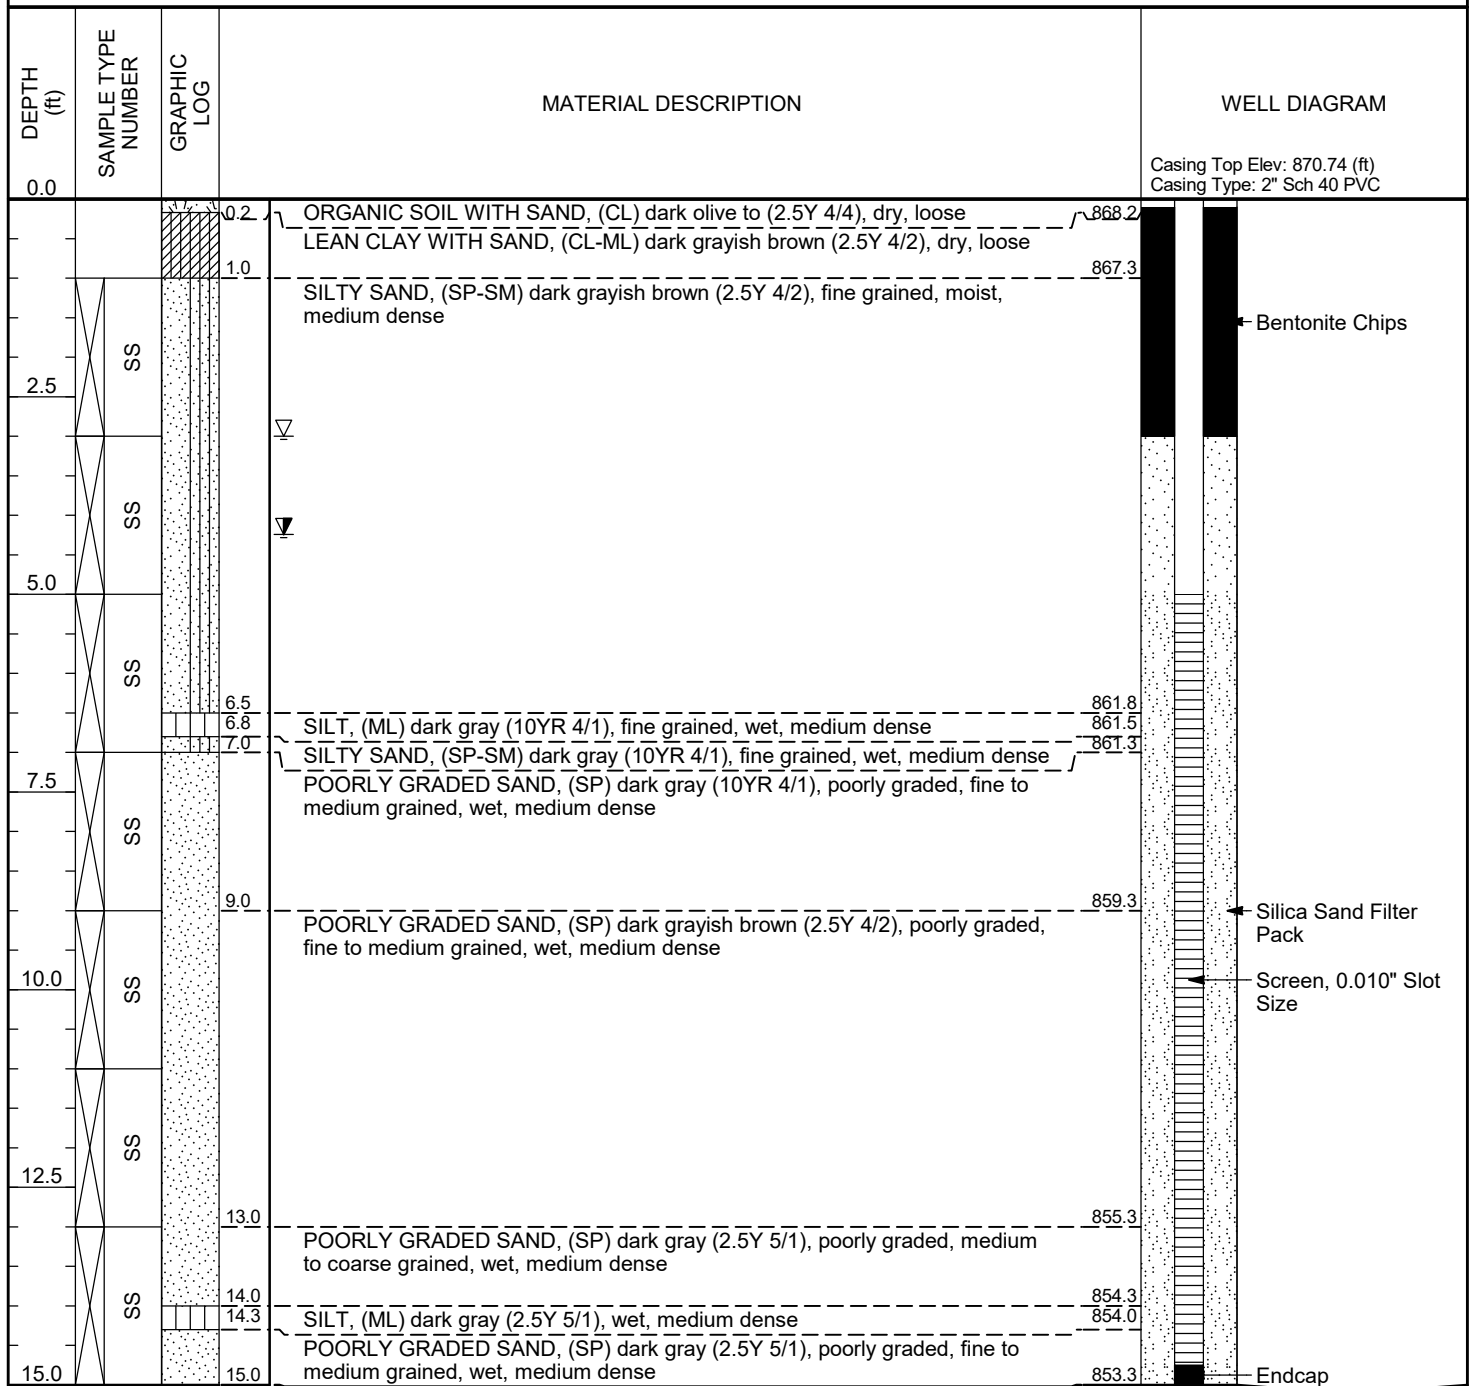 DEPTH
(ft)
SAMPLE TYPE
NUMBER
GRAPHIC
LOG
MATERIAL DESCRIPTION
WELL DIAGRAM
Casing Top Elev: 870.74 (ft)
Casing Type: 2" Sch 40 PVC
0.0
0.2 ORGANIC SOIL WITH SAND, (CL) dark olive to (2.5Y 4/4), dry, loose 868.2
LEAN CLAY WITH SAND, (CL-ML) dark grayish brown (2.5Y 4/2), dry, loose
1.0 867.3
SILTY SAND, (SP-SM) dark grayish brown (2.5Y 4/2), fine grained, moist,
medium dense
Bentonite Chips
SS
2.5
SS
5.0
SS
6.5 861.8
6.8 SILT, (ML) dark gray (10YR 4/1), fine grained, wet, medium dense 861.5
7.0 861.3
SILTY SAND, (SP-SM) dark gray (10YR 4/1), fine grained, wet, medium dense
7.5 POORLY GRADED SAND, (SP) dark gray (10YR 4/1), poorly graded, fine to
medium grained, wet, medium dense
SS
9.0 859.3
POORLY GRADED SAND, (SP) dark grayish brown (2.5Y 4/2), poorly graded,
fine to medium grained, wet, medium dense
Silica Sand Filter
Pack
10.0
SS
Screen, 0.010" Slot
Size
SS
12.5
13.0 855.3
POORLY GRADED SAND, (SP) dark gray (2.5Y 5/1), poorly graded, medium
to coarse grained, wet, medium dense
SS
14.0 854.3
14.3 SILT, (ML) dark gray (2.5Y 5/1), wet, medium dense 854.0
POORLY GRADED SAND, (SP) dark gray (2.5Y 5/1), poorly graded, fine to
15.0 15.0 medium grained, wet, medium dense 853.3 Endcap